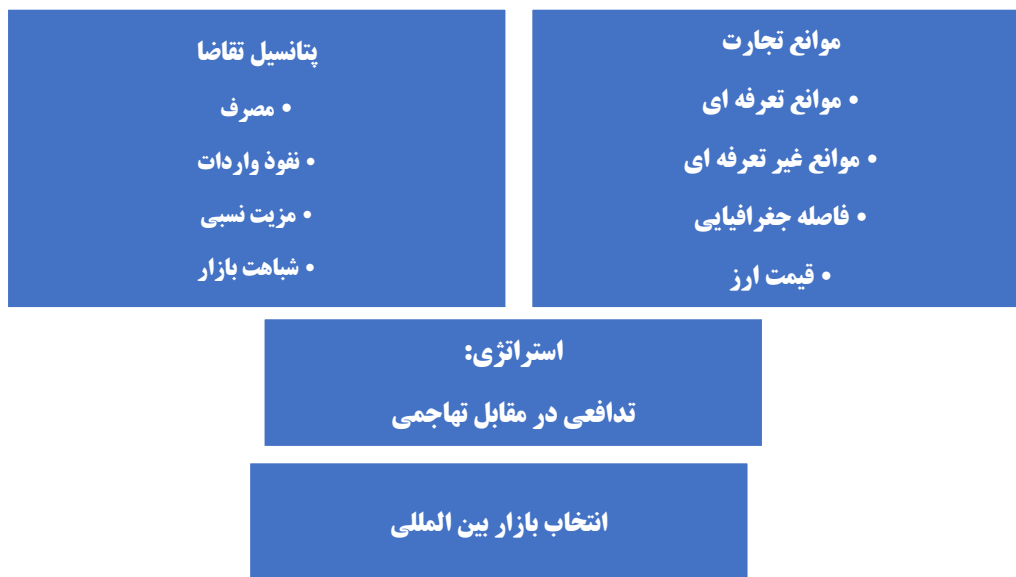 موانع تجارت
• موانع تعرفه ای
• موانع غیر تعرفه ای
• فاصله جغرافیایی
• قیمت ارز
پتانسیل تقاضا
• مصرف
• نفوذ واردات
• مزیت نسبی
• شباهت بازار
استراتژی:
تدافعی در مقابل تهاجمی
انتخاب بازار بین المللی